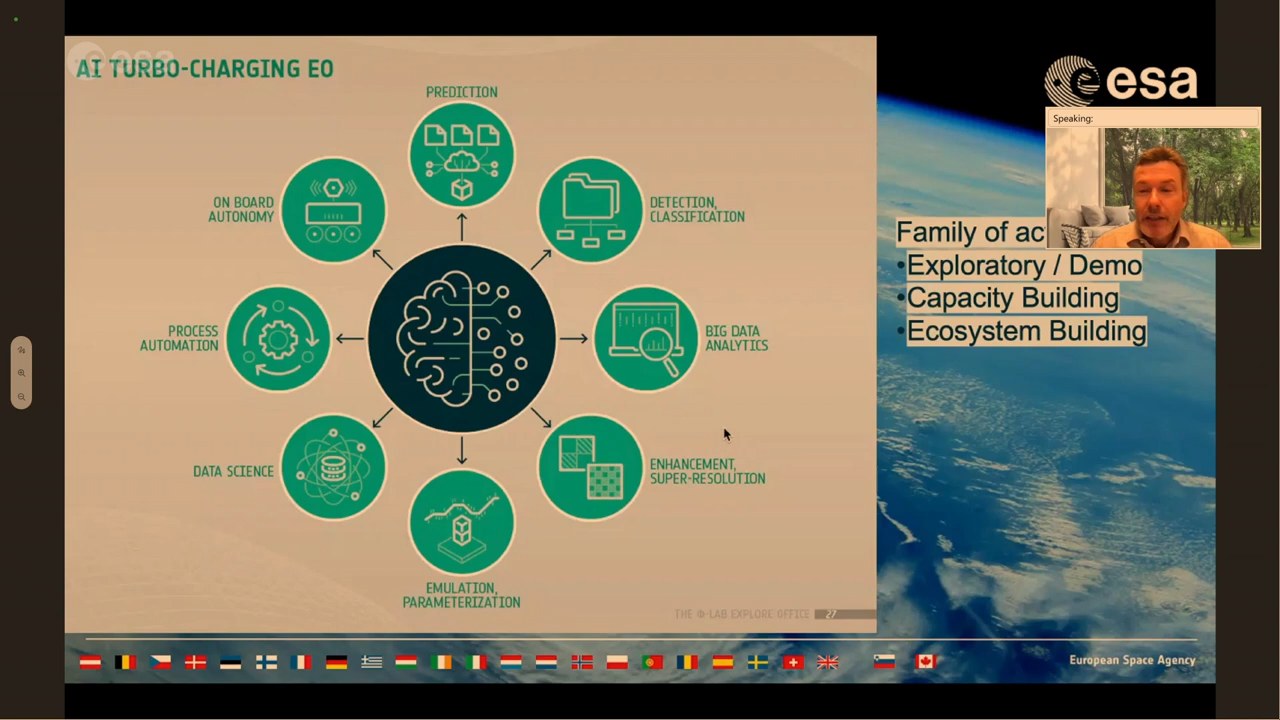 esa
AI TURBO-CHARGING EO
PREDICTION
ON BOARD
AUTONOMY
DETECTION,
CLASSIFICATION
PROCESS
AUTOMATION
BIG DATA
ANALYTICS
DATA SCIENCE
ENHANCEMENT,
SUPER-RESOLUTION
EMULATION,
PARAMETERIZATION
THE Φ-LAB EXPLORE OFFICE 27
esa
Speaking:
Family of ac
•Exploratory / Demo
•Capacity Building
•Ecosystem Building
European Space Agency